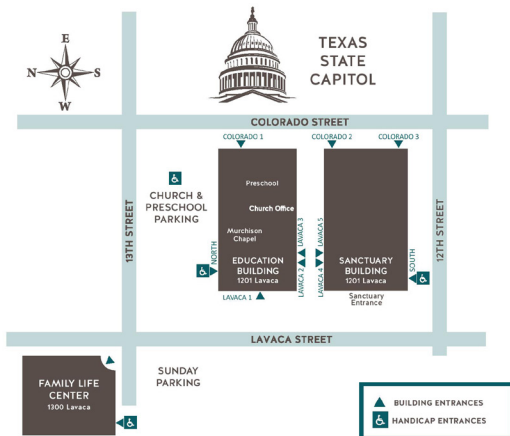 E
N
S
W
TEXAS
STATE
CAPITOL
COLORADO STREET
COLORADO 1
COLORADO 2
COLORADO 3
13TH STREET
12TH STREET
CHURCH &
PRESCHOOL
PARKING
Preschool
Church Office
Murchison
Chapel
EDUCATION
BUILDING
1201 Lavaca
NORTH
LAVACA 1
LAVACA 2
LAVACA 3
LAVACA 4
LAVACA 5
SANCTUARY
BUILDING
1201 Lavaca
Sanctuary
Entrance
SOUTH
LAVACA STREET
FAMILY LIFE
CENTER
1300 Lavaca
SUNDAY
PARKING
BUILDING ENTRANCES
HANDICAP ENTRANCES